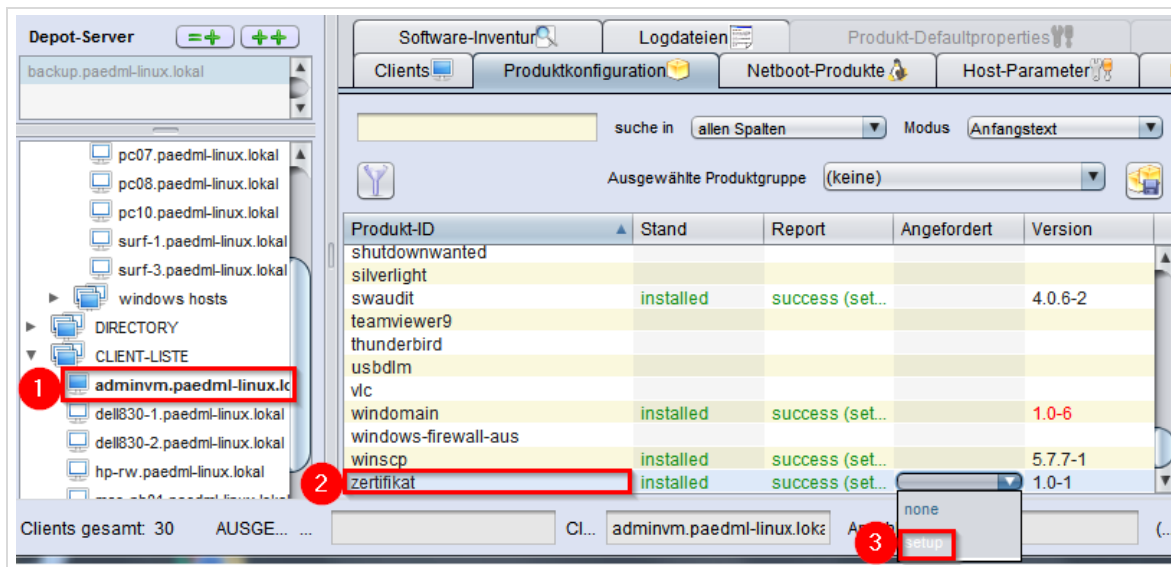 Depot-Server
backup.paedml-linux.lokal
pc07.paedml-linux.lokal
pc08.paedml-linux.lokal
pc10.paedml-linux.lokal
surf-1.paedml-linux.lokal
surf-3.paedml-linux.lokal
windows hosts
DIRECTORY
CLIENT-LISTE
1
adminvm.paedml-linux.lo
dell830-1.paedml-linux.lokal
dell830-2.paedml-linux.lokal
hp-rw.paedml-linux.lokal
Software-Inventur Logdateien Produkt-Defaultproperties
Clients Produktkonfiguration Netboot-Produkte Host-Parameter
suche in allen Spalten Modus Anfangstext
Ausgewählte Produktgruppe (keine)
Produkt-ID Stand Report Angefordert Version
shutdownwanted
silverlight
swaudit installed success (set... 4.0.6-2
teamviewer9
thunderbird
usbdlm
vlc
windomain installed success (set... 1.0-6
windows-firewall-aus
winscp installed success (set... 5.7.7-1
2 zertifikat installed success (set... 1.0-1
none
3 setup
Clients gesamt: 30 AUSGE... ... Cl... adminvm.paedml-linux.loka (...